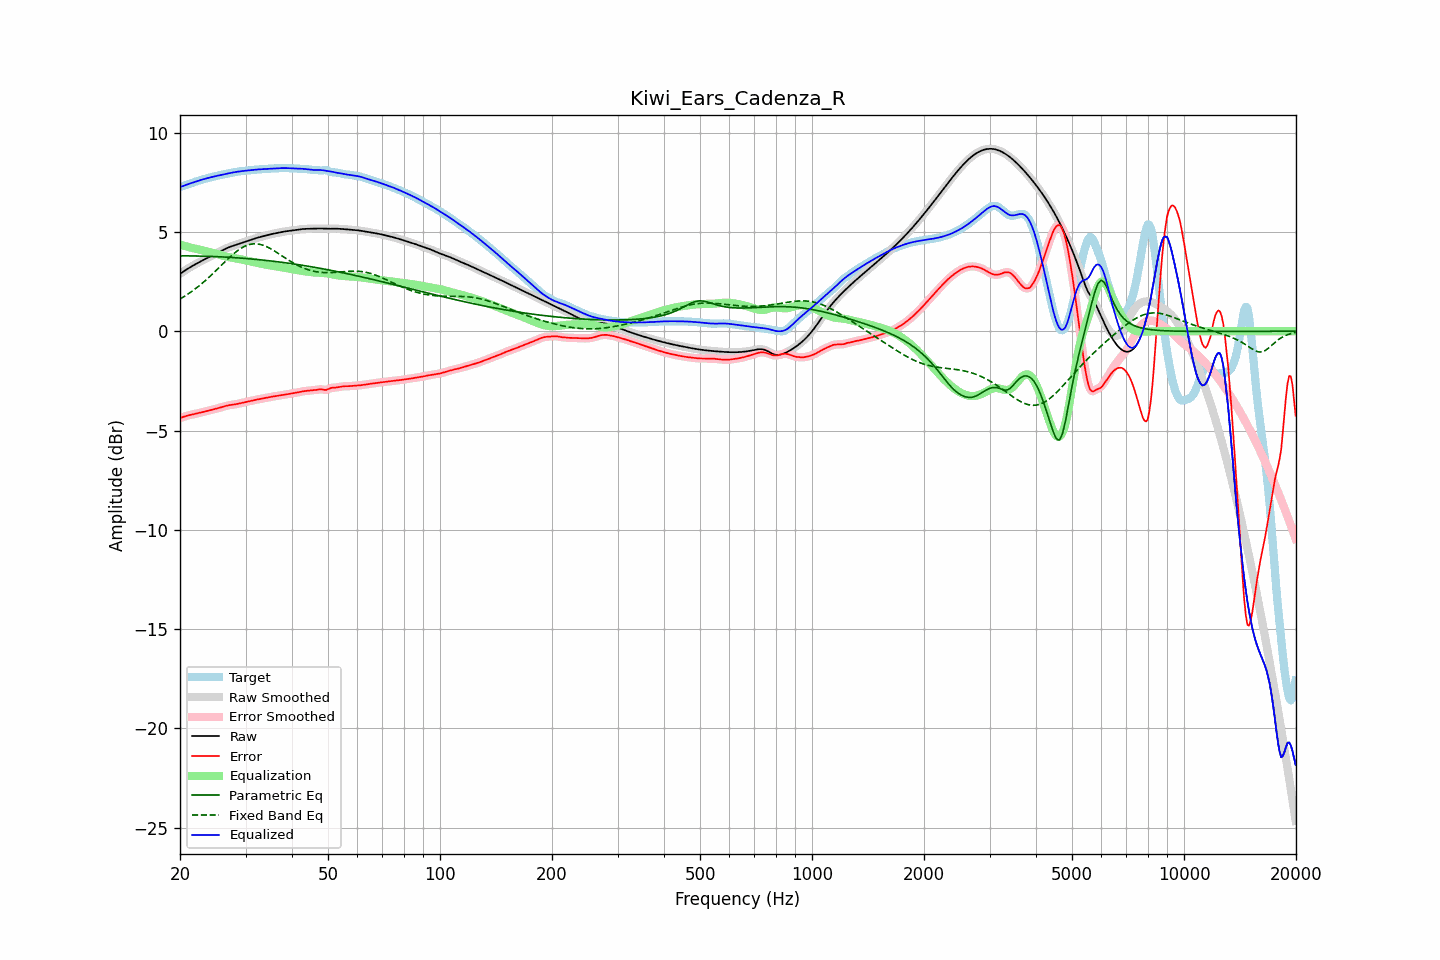 Kiwi_Ears_Cadenza_R
10
5
0
−5
−10
−15
−20
−25
Amplitude (dBr)
Target
Raw Smoothed
Error Smoothed
Raw
Error
Equalization
Parametric Eq
Fixed Band Eq
Equalized
20 50 100 200 500 1000 2000 5000 10000 20000
Frequency (Hz)